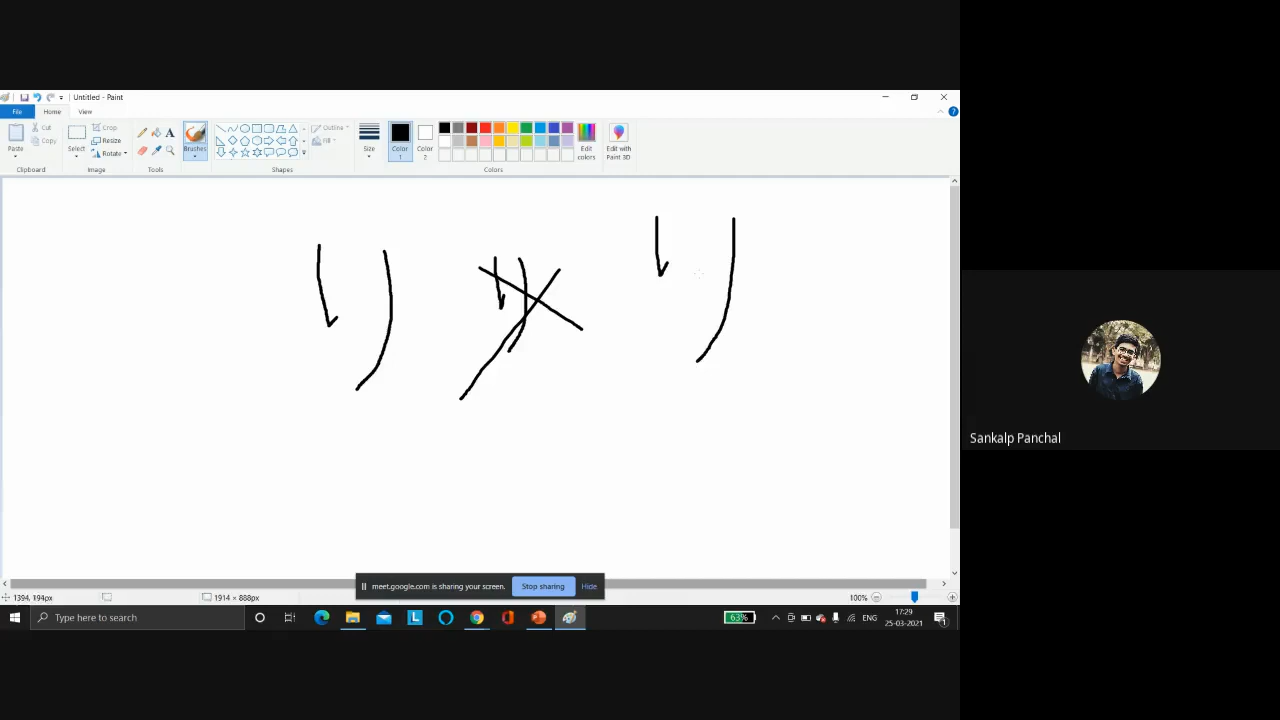 Untitled - Paint
File Home View
Paste
Cut
Copy
Clipboard
Select
Crop
Resize
Rotate
Image
Tools
Brushes
Shapes
Outline
Fill
Size
Color 1
Color 2
Edit colors
Colors
Edit with Paint 3D
り り り
Sankalp Panchal
meet.google.com is sharing your screen. Stop sharing Hide
1394, 194px 1914 × 888px 100%
Type here to search
63% ENG 17:29
25-03-2021